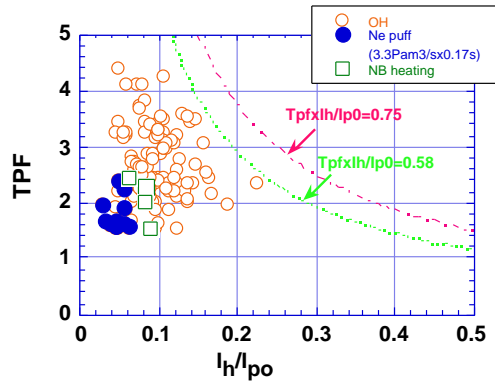 OH
Ne puff
(3.3Pam3/sx0.17s)
NB heating
5
4
3
2
1
0
TPF
TpfxIh/Ip0=0.75
TpfxIh/Ip0=0.58
0 0.1 0.2 0.3 0.4 0.5
Ih/Ipo